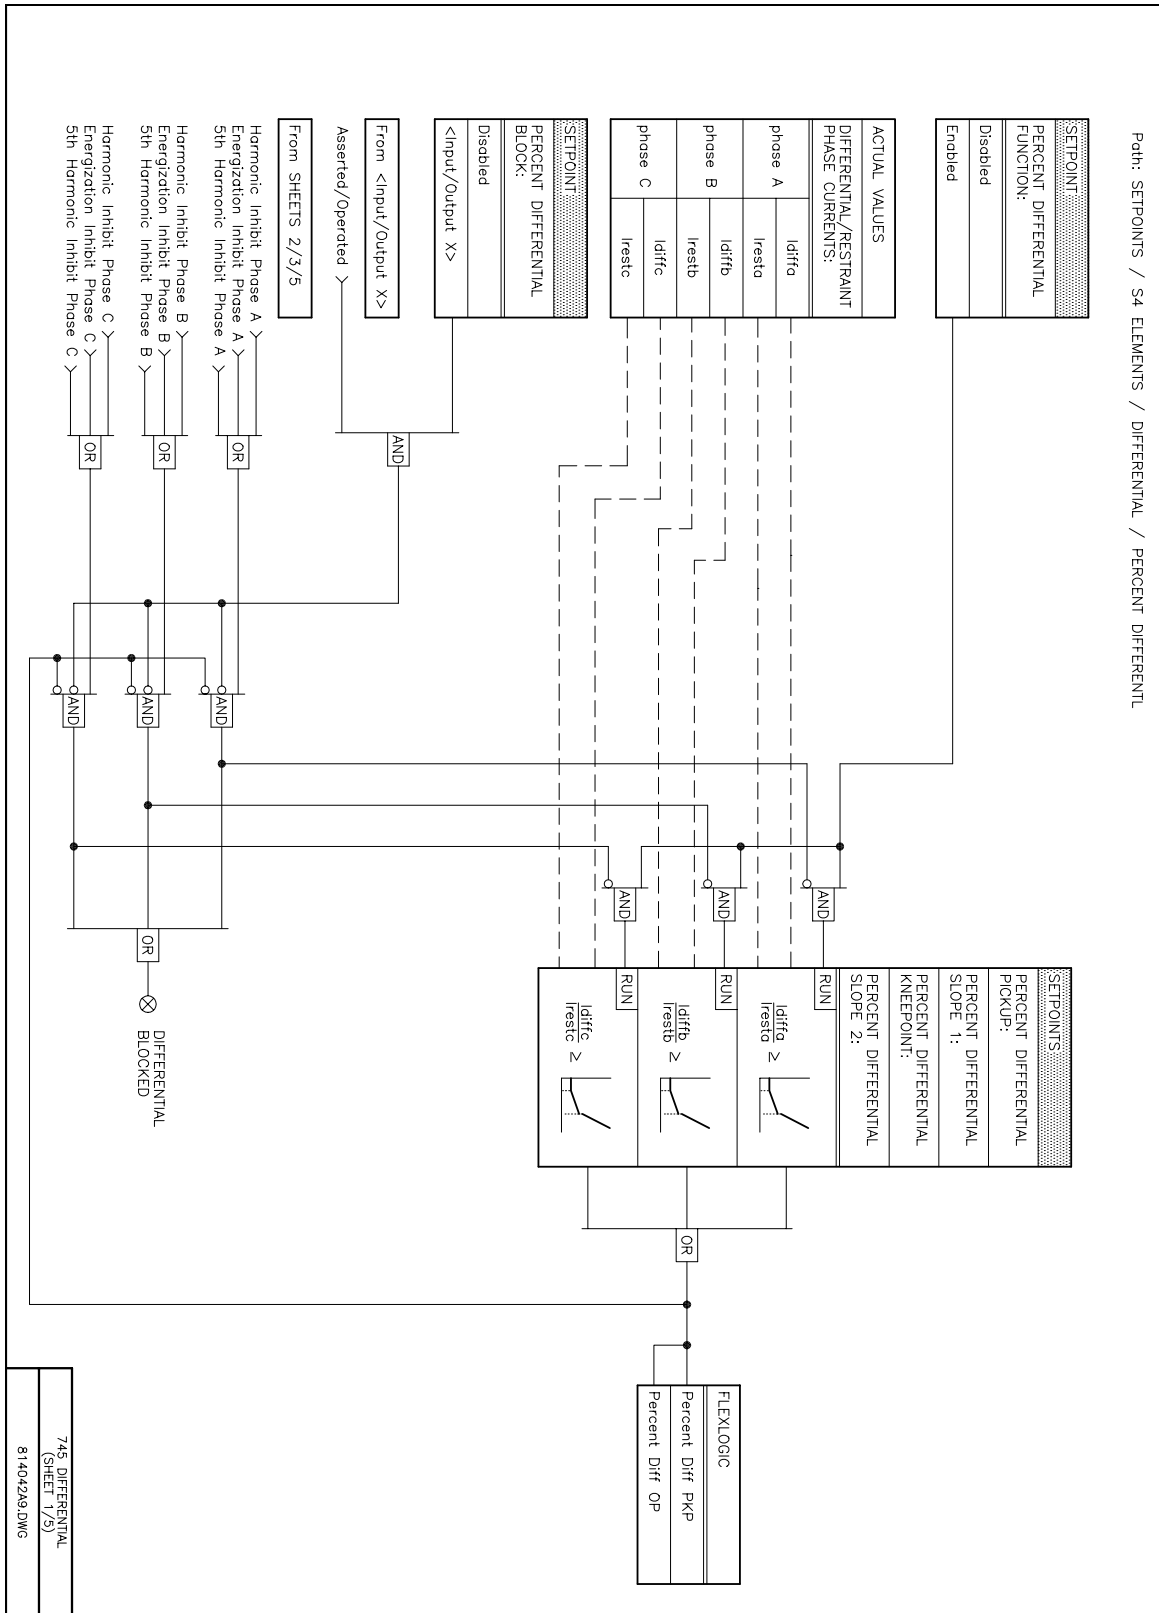 Path: SETPOINTS / S4 ELEMENTS / DIFFERENTIAL / PERCENT DIFFERENTL
SETPOINT
PERCENT DIFFERENTIAL
FUNCTION:
Disabled
Enabled
ACTUAL VALUES
DIFFERENTIAL/RESTRAINT
PHASE CURRENTS:
phase A
Idiffa
Iresta
phase B
Idiffb
Irestb
phase C
Idiffc
Irestc
SETPOINT
PERCENT DIFFERENTIAL
BLOCK:
Disabled
<Input/Output X>
From <Input/Output X>
Asserted/Operated
From SHEETS 2/3/5
Harmonic Inhibit Phase A
Energization Inhibit Phase A
5th Harmonic Inhibit Phase A
Harmonic Inhibit Phase B
Energization Inhibit Phase B
5th Harmonic Inhibit Phase B
Harmonic Inhibit Phase C
Energization Inhibit Phase C
5th Harmonic Inhibit Phase C
AND
OR
OR
OR
AND
AND
AND
AND
AND
AND
OR
DIFFERENTIAL
BLOCKED
SETPOINTS
PERCENT DIFFERENTIAL
PICKUP:
PERCENT DIFFERENTIAL
SLOPE 1:
PERCENT DIFFERENTIAL
KNEEPOINT:
PERCENT DIFFERENTIAL
SLOPE 2:
RUN
Idiffa
Iresta ≥
RUN
Idiffb
Irestb ≥
RUN
Idiffc
Irestc ≥
OR
FLEXLOGIC
Percent Diff PKP
Percent Diff OP
745 DIFFERENTIAL
(SHEET 1/5)
814042A9.DWG